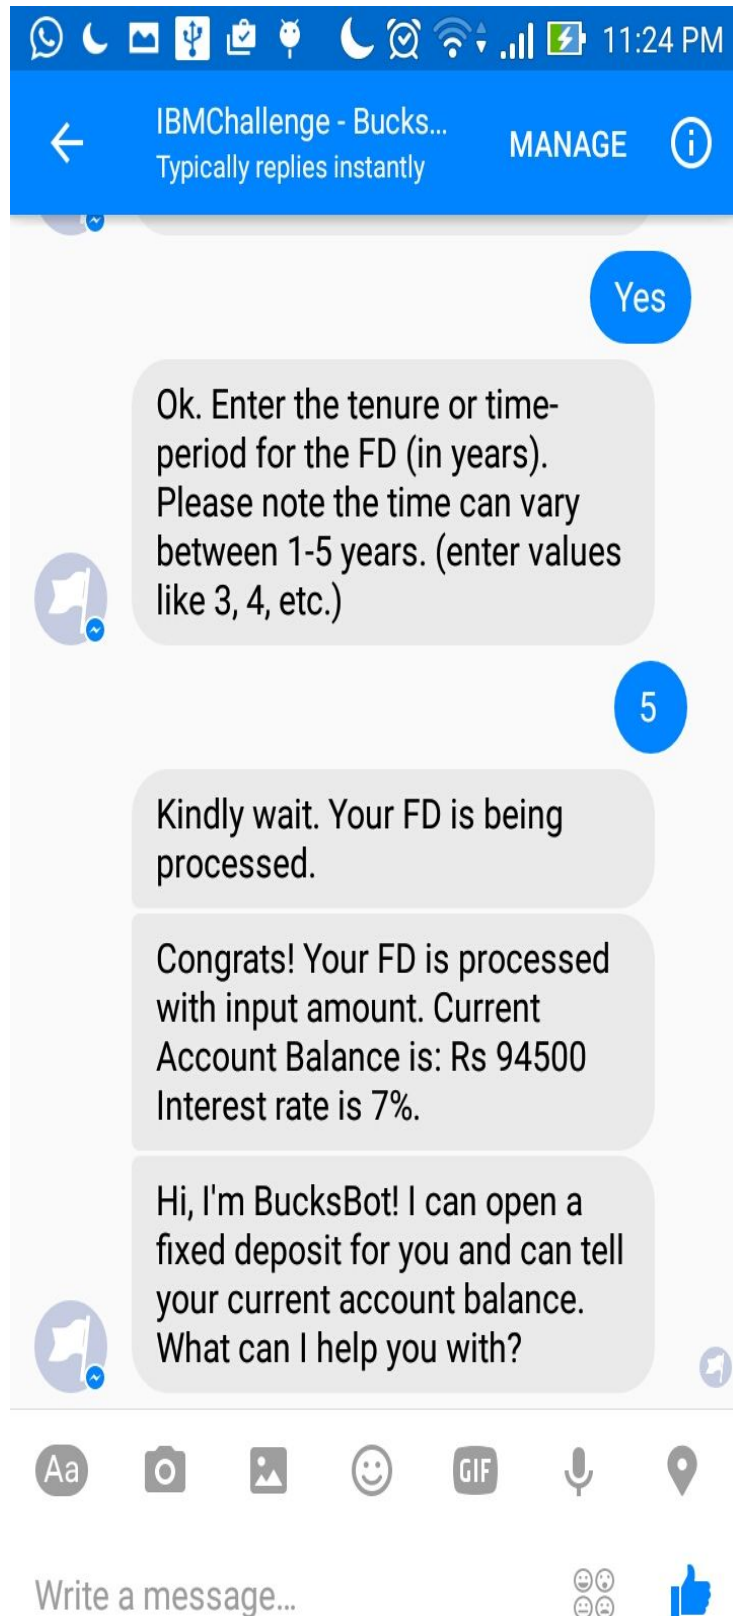 11:24 PM
IBMChallenge - Bucks...
Typically replies instantly
MANAGE
Yes
Ok. Enter the tenure or time-
period for the FD (in years).
Please note the time can vary
between 1-5 years. (enter values
like 3, 4, etc.)
5
Kindly wait. Your FD is being
processed.
Congrats! Your FD is processed
with input amount. Current
Account Balance is: Rs 94500
Interest rate is 7%.
Hi, I'm BucksBot! I can open a
fixed deposit for you and can tell
your current account balance.
What can I help you with?
Aa
GIF
Write a message...